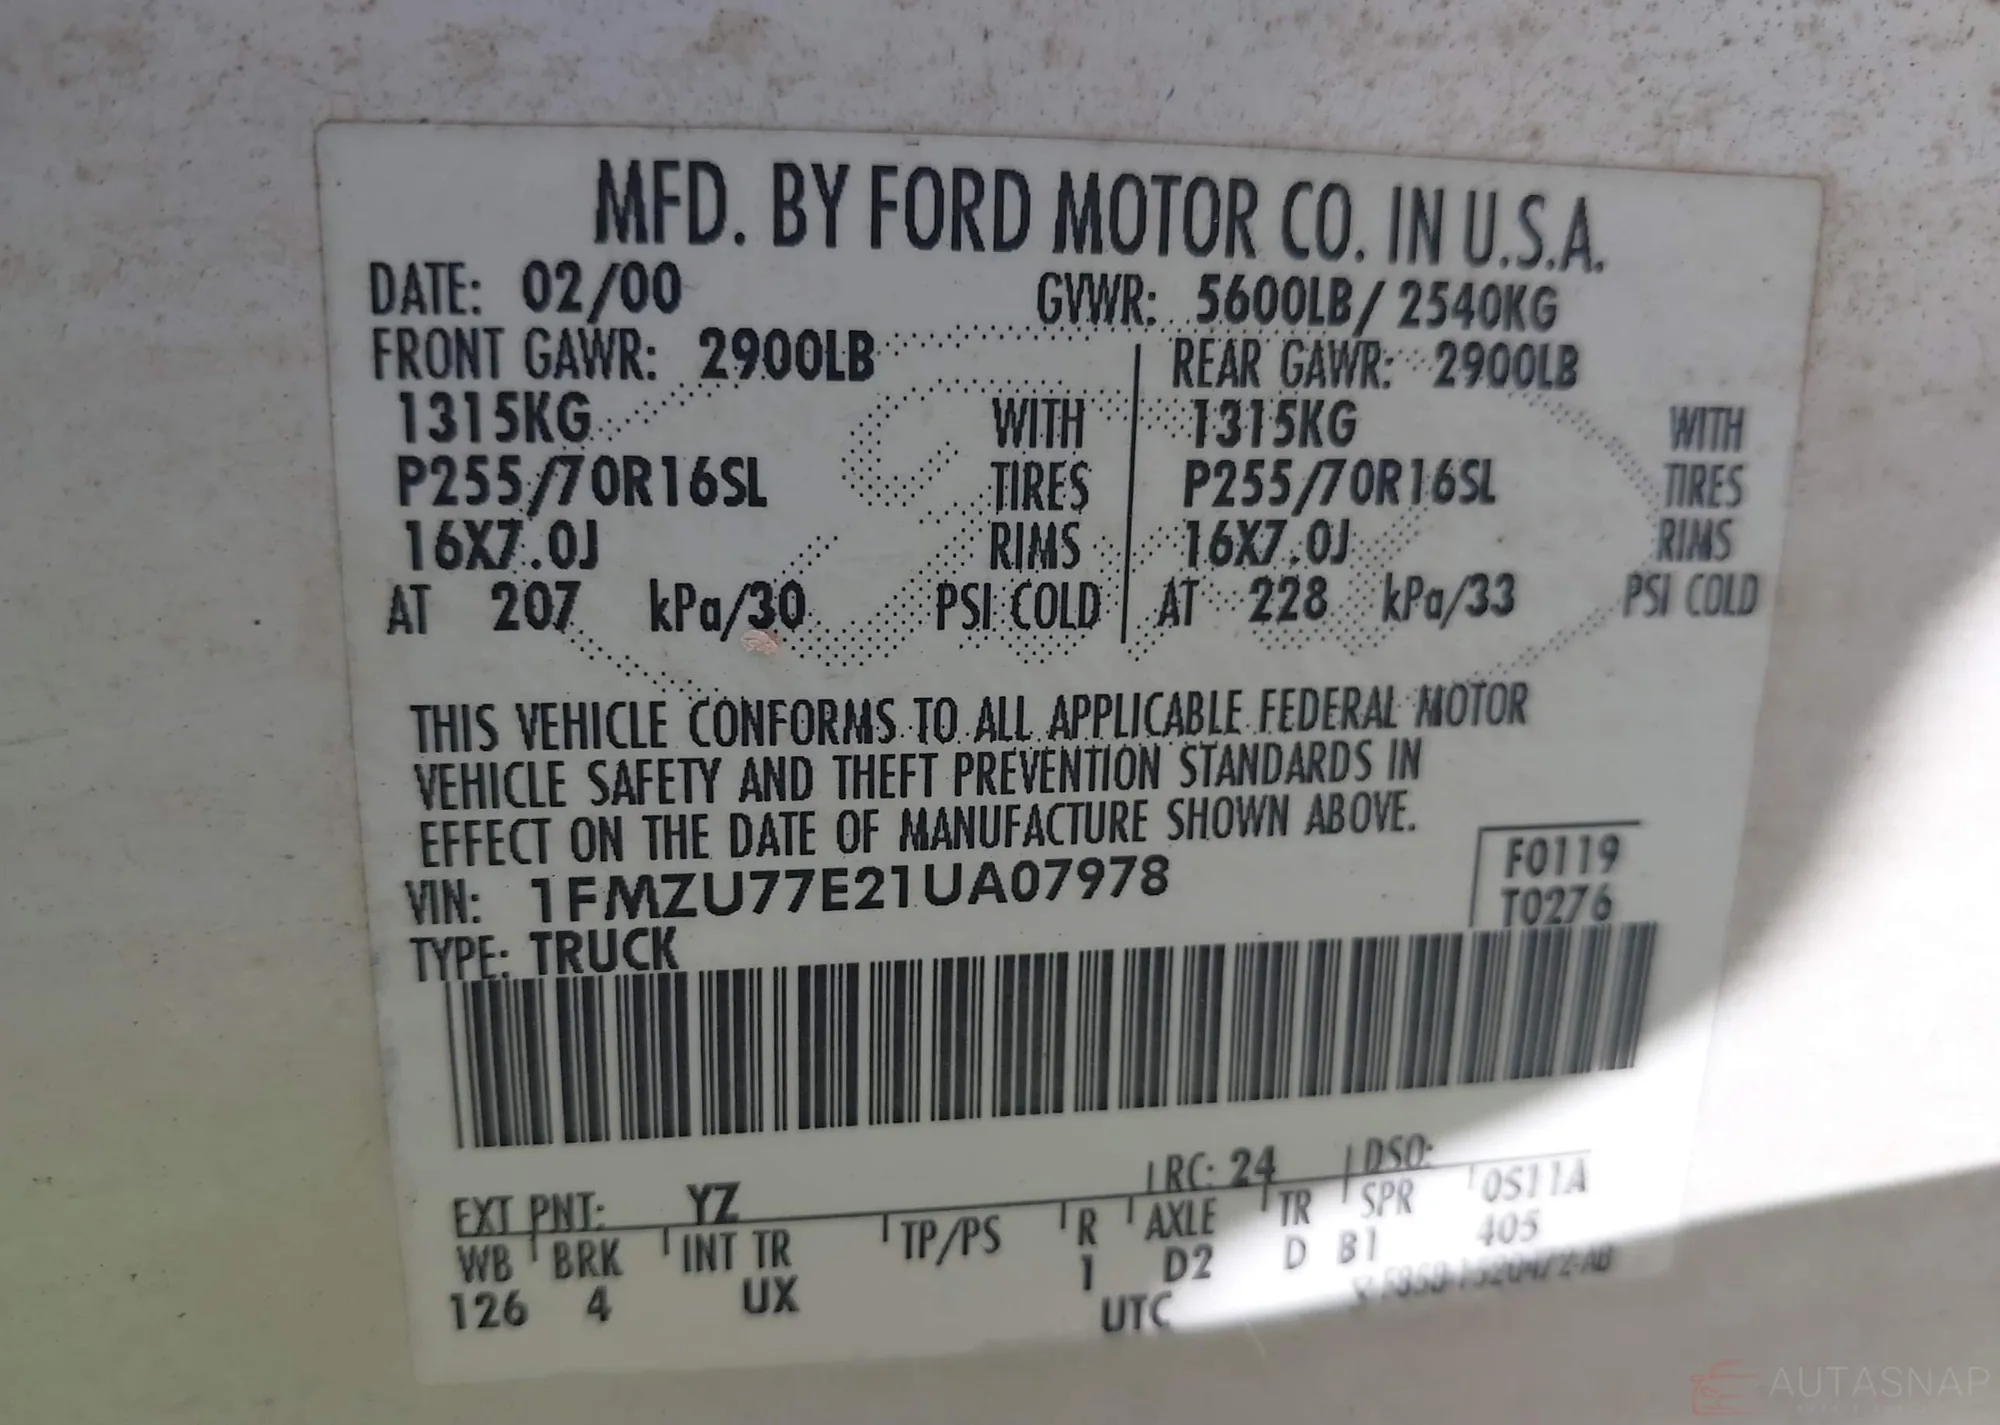 MFD. BY FORD MOTOR CO. IN U.S.A.
DATE: 02/00 GVWR: 5600LB/ 2540KG
FRONT GAWR: 2900LB REAR GAWR: 2900LB
1315KG WITH 1315KG WITH
P255/70R16SL TIRES P255/70R16SL TIRES
16X7.0J RIMS 16X7.0J RIMS
AT 207 kPa/30 PSI COLD AT 228 kPa/33 PSI COLD
THIS VEHICLE CONFORMS TO ALL APPLICABLE FEDERAL MOTOR
VEHICLE SAFETY AND THEFT PREVENTION STANDARDS IN
EFFECT ON THE DATE OF MANUFACTURE SHOWN ABOVE.
F0119
VIN: 1FMZU77E21UA07978
T0276
TYPE: TRUCK
EXT PNT: YZ RC: 24 DSO:
WB BRK INT TR TP/PS R AXLE TR SPR 0S11A
126 4 UX 1 D2 D B1 405
UTC
AUTASNAP